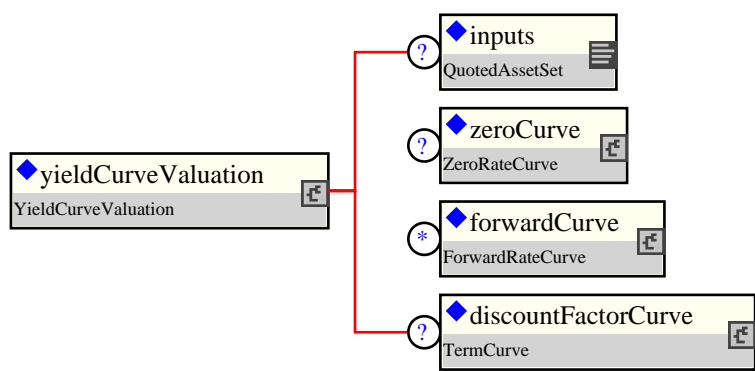 yieldCurveValuation
YieldCurveValuation
?
inputs
QuotedAssetSet
?
zeroCurve
ZeroRateCurve
*
forwardCurve
ForwardRateCurve
?
discountFactorCurve
TermCurve